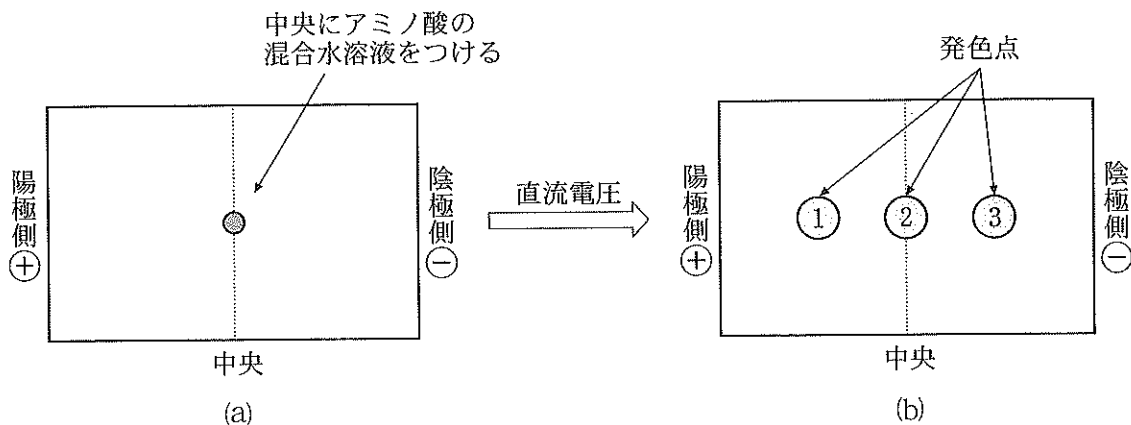 中央にアミノ酸の
混合水溶液をつける
陽極側
+
陰極側
−
中央
(a)
直流電圧
発色点
陽極側
+
1
2
3
陰極側
−
中央
(b)